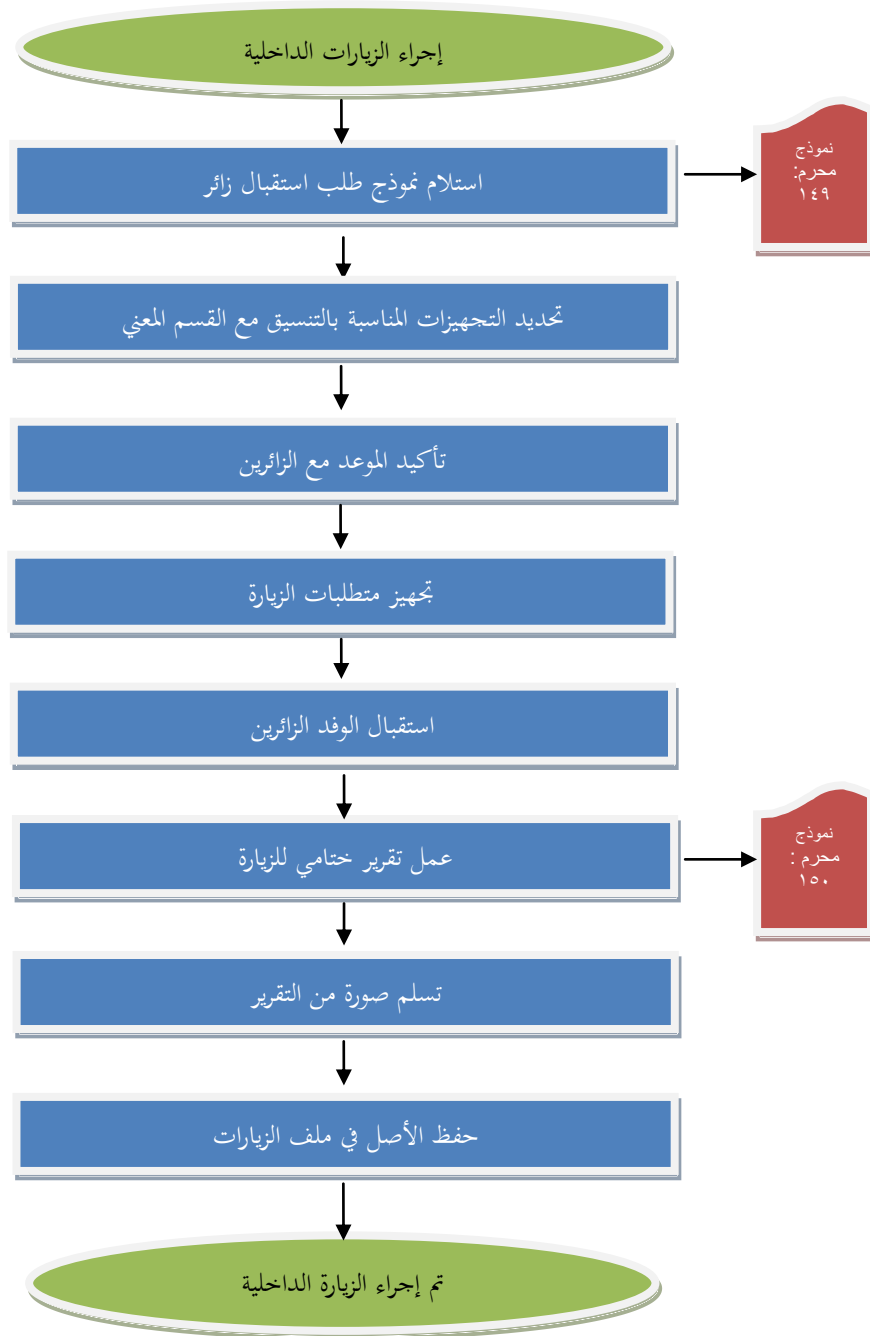 إجراء الزيارات الداخلية
استلام نموذج طلب استقبال زائر
نموذج
محرم:
١٤٩
تحديد التجهيزات المناسبة بالتنسيق مع القسم المعني
تأكيد الموعد مع الزائرين
تجهيز متطلبات الزيارة
استقبال الوفد الزائرين
عمل تقرير ختامي للزيارة
نموذج
محرم :
١٥٠
تسلم صورة من التقرير
حفظ الأصل في ملف الزيارات
تم إجراء الزيارة الداخلية